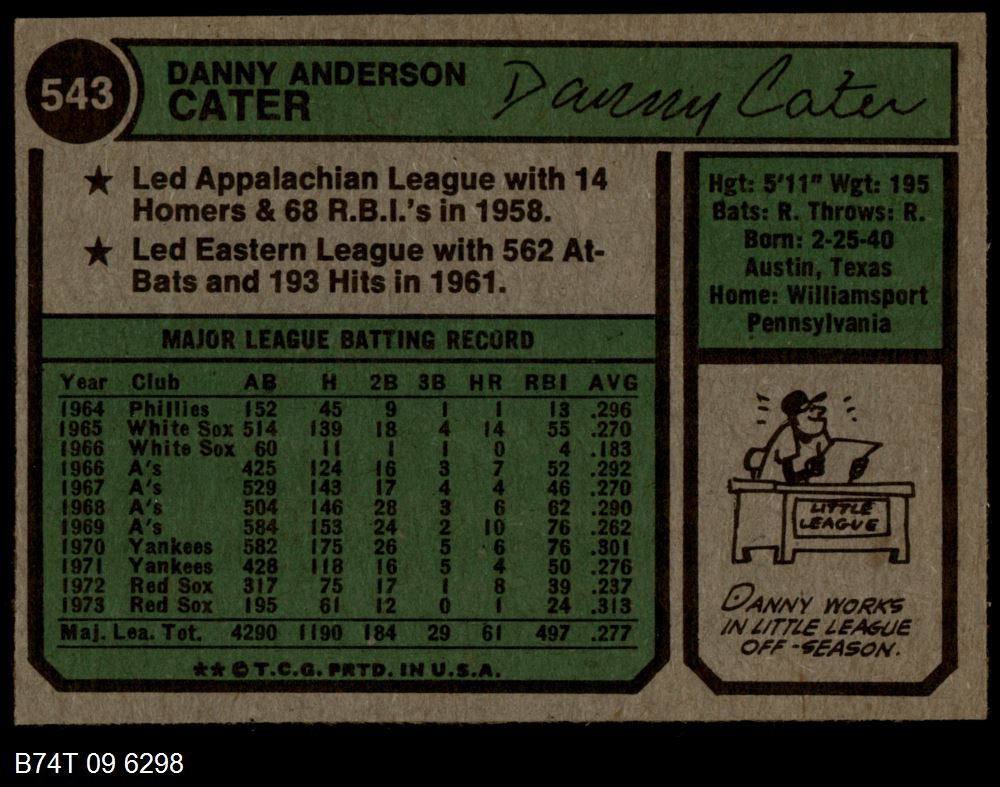 543
DANNY ANDERSON
CATER
Danny Cater
★ Led Appalachian League with 14
Homers & 68 R.B.I.'s in 1958.
★ Led Eastern League with 562 At-
Bats and 193 Hits in 1961.
Hgt: 5'11" Wgt: 195
Bats: R. Throws: R.
Born: 2-25-40
Austin, Texas
Home: Williamsport
Pennsylvania
MAJOR LEAGUE BATTING RECORD
Year Club AB H 2B 3B HR RBI AVG
1964 Phillies 152 45 9 1 1 13 .296
1965 White Sox 514 139 18 4 14 55 .270
1966 White Sox 60 11 1 1 0 4 .183
1966 A's 425 124 16 3 7 52 .292
1967 A's 529 143 17 4 4 46 .270
1968 A's 504 146 28 3 6 62 .290
1969 A's 584 153 24 2 10 76 .262
1970 Yankees 582 175 26 5 6 76 .301
1971 Yankees 428 118 16 5 4 50 .276
1972 Red Sox 317 75 17 1 8 39 .237
1973 Red Sox 195 61 12 0 1 24 .313
Maj. Lea. Tot. 4290 1190 184 29 61 497 .277
★★ © T.C.G. PRTD. IN U.S.A.
LITTLE
LEAGUE
DANNY WORKS
IN LITTLE LEAGUE
OFF-SEASON.
B74T 09 6298